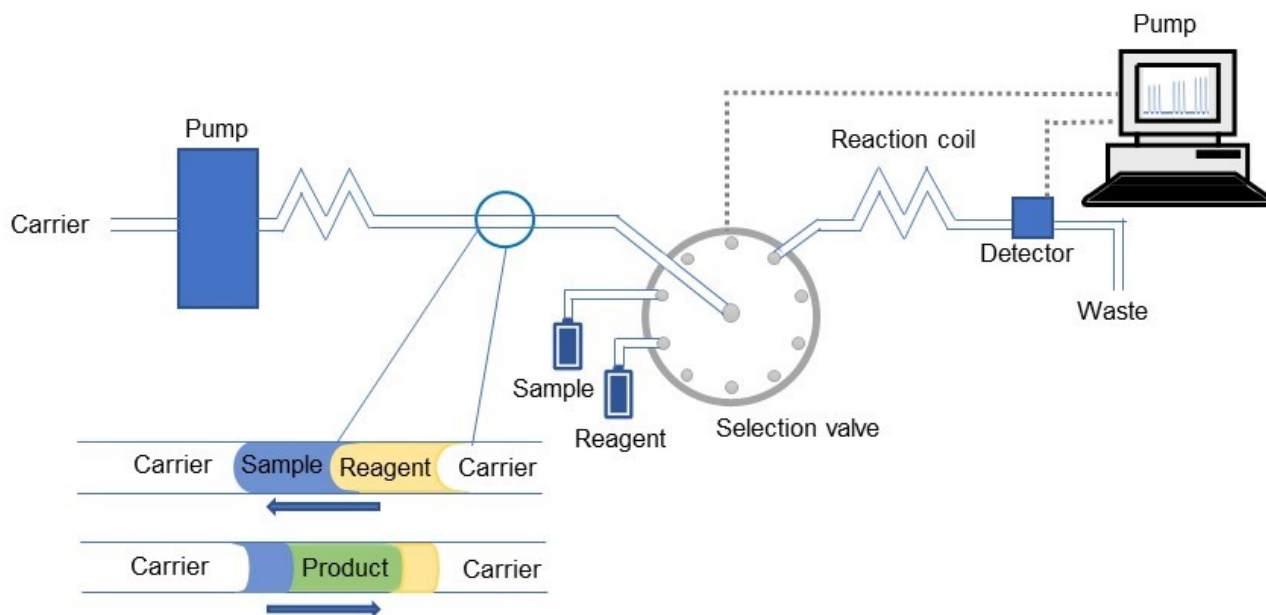 Pump
Pump
Reaction coil
Carrier
Detector
Waste
Sample
Reagent
Selection valve
Carrier Sample Reagent Carrier
Carrier Product Carrier